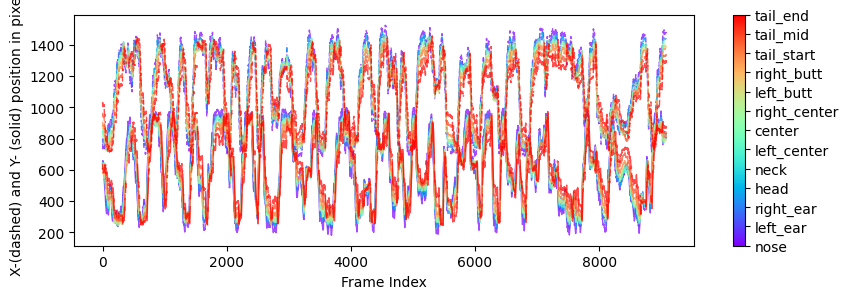 X-(dashed) and Y- (solid) position in pixe
1400
1200
1000
800
600
400
200
0
2000
4000
6000
8000
Frame Index
tail_end
tail_mid
tail_start
right_butt
left_butt
right_center
center
left_center
neck
head
right_ear
left_ear
nose